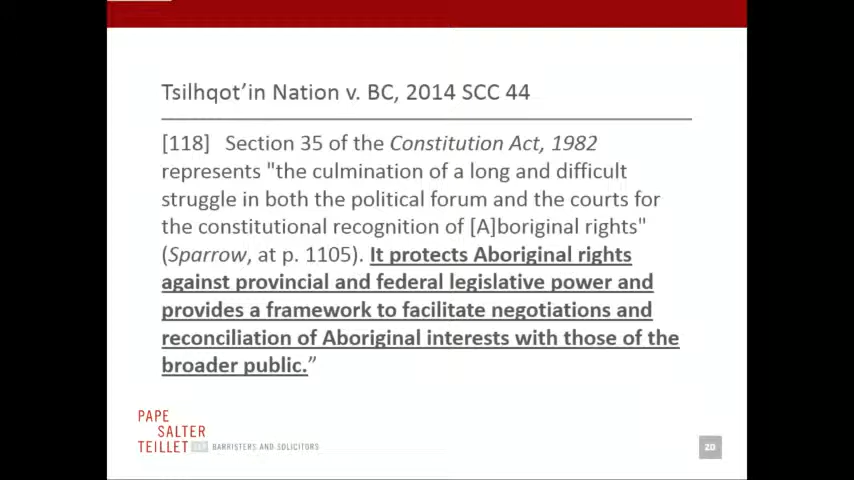 Tsilhqot’in Nation v. BC, 2014 SCC 44
[118] Section 35 of the Constitution Act, 1982
represents "the culmination of a long and difficult
struggle in both the political forum and the courts for
the constitutional recognition of [A]boriginal rights"
(Sparrow, at p. 1105). It protects Aboriginal rights
against provincial and federal legislative power and
provides a framework to facilitate negotiations and
reconciliation of Aboriginal interests with those of the
broader public.”
PAPE
SALTER
TEILLET LLP BARRISTERS AND SOLICITORS
20